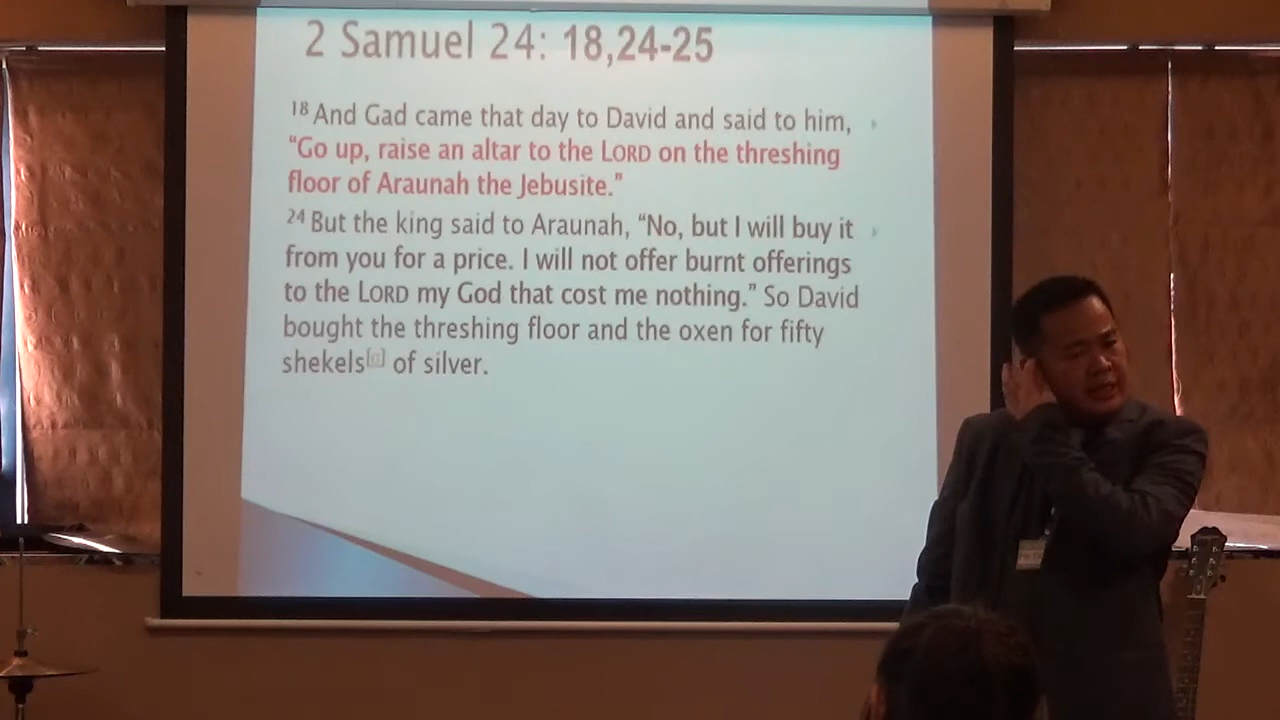 2 Samuel 24: 18,24-25
18 And Gad came that day to David and said to him,
“Go up, raise an altar to the LORD on the threshing
floor of Araunah the Jebusite.”
24 But the king said to Araunah, “No, but I will buy it
from you for a price. I will not offer burnt offerings
to the LORD my God that cost me nothing.” So David
bought the threshing floor and the oxen for fifty
shekels[a] of silver.